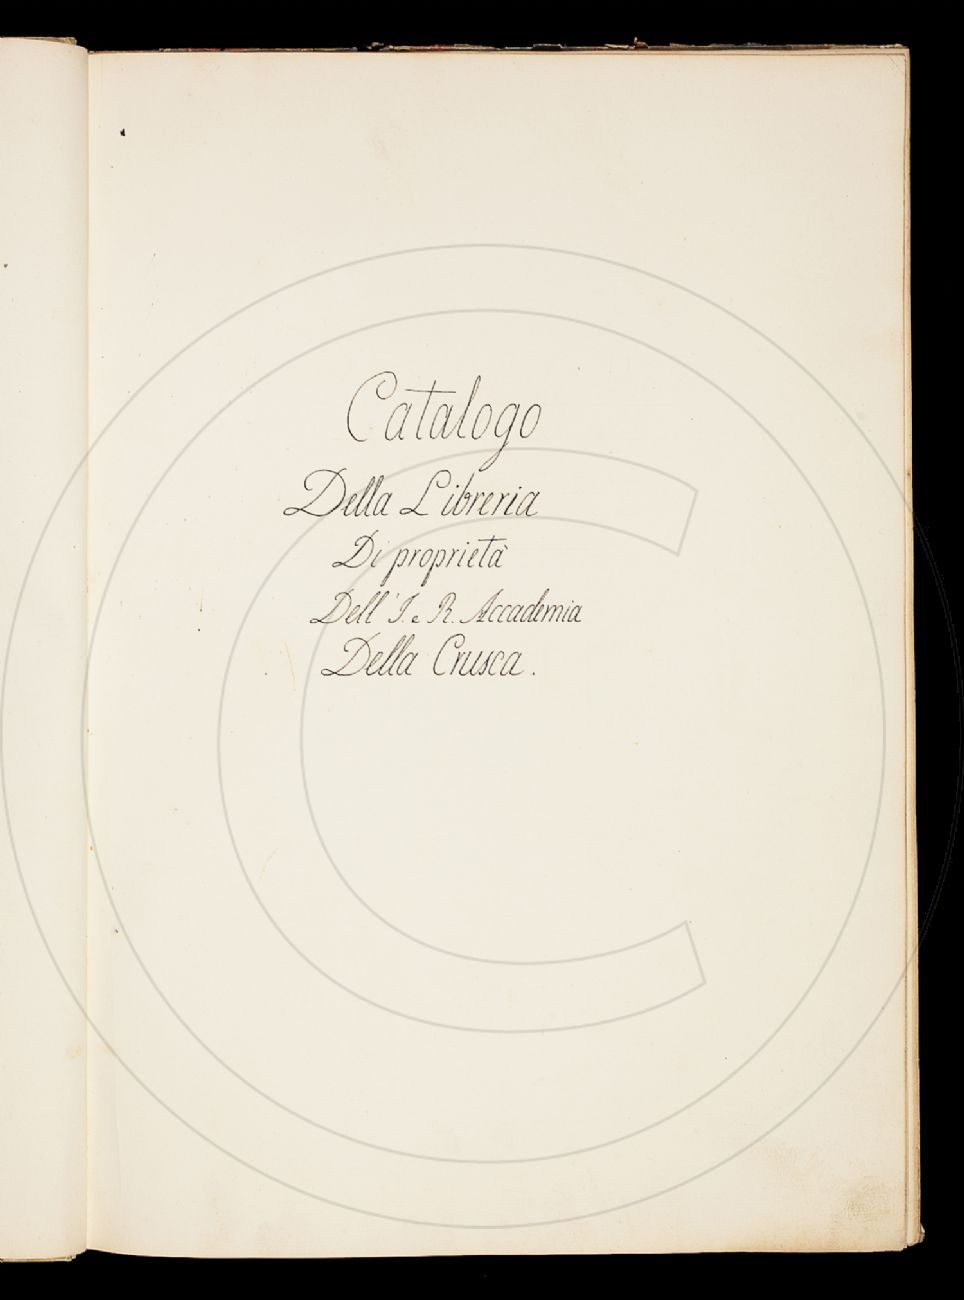 Catalogo
Della Libreria
Di proprietà
Dell' I. e R. Accademia
Della Crusca.